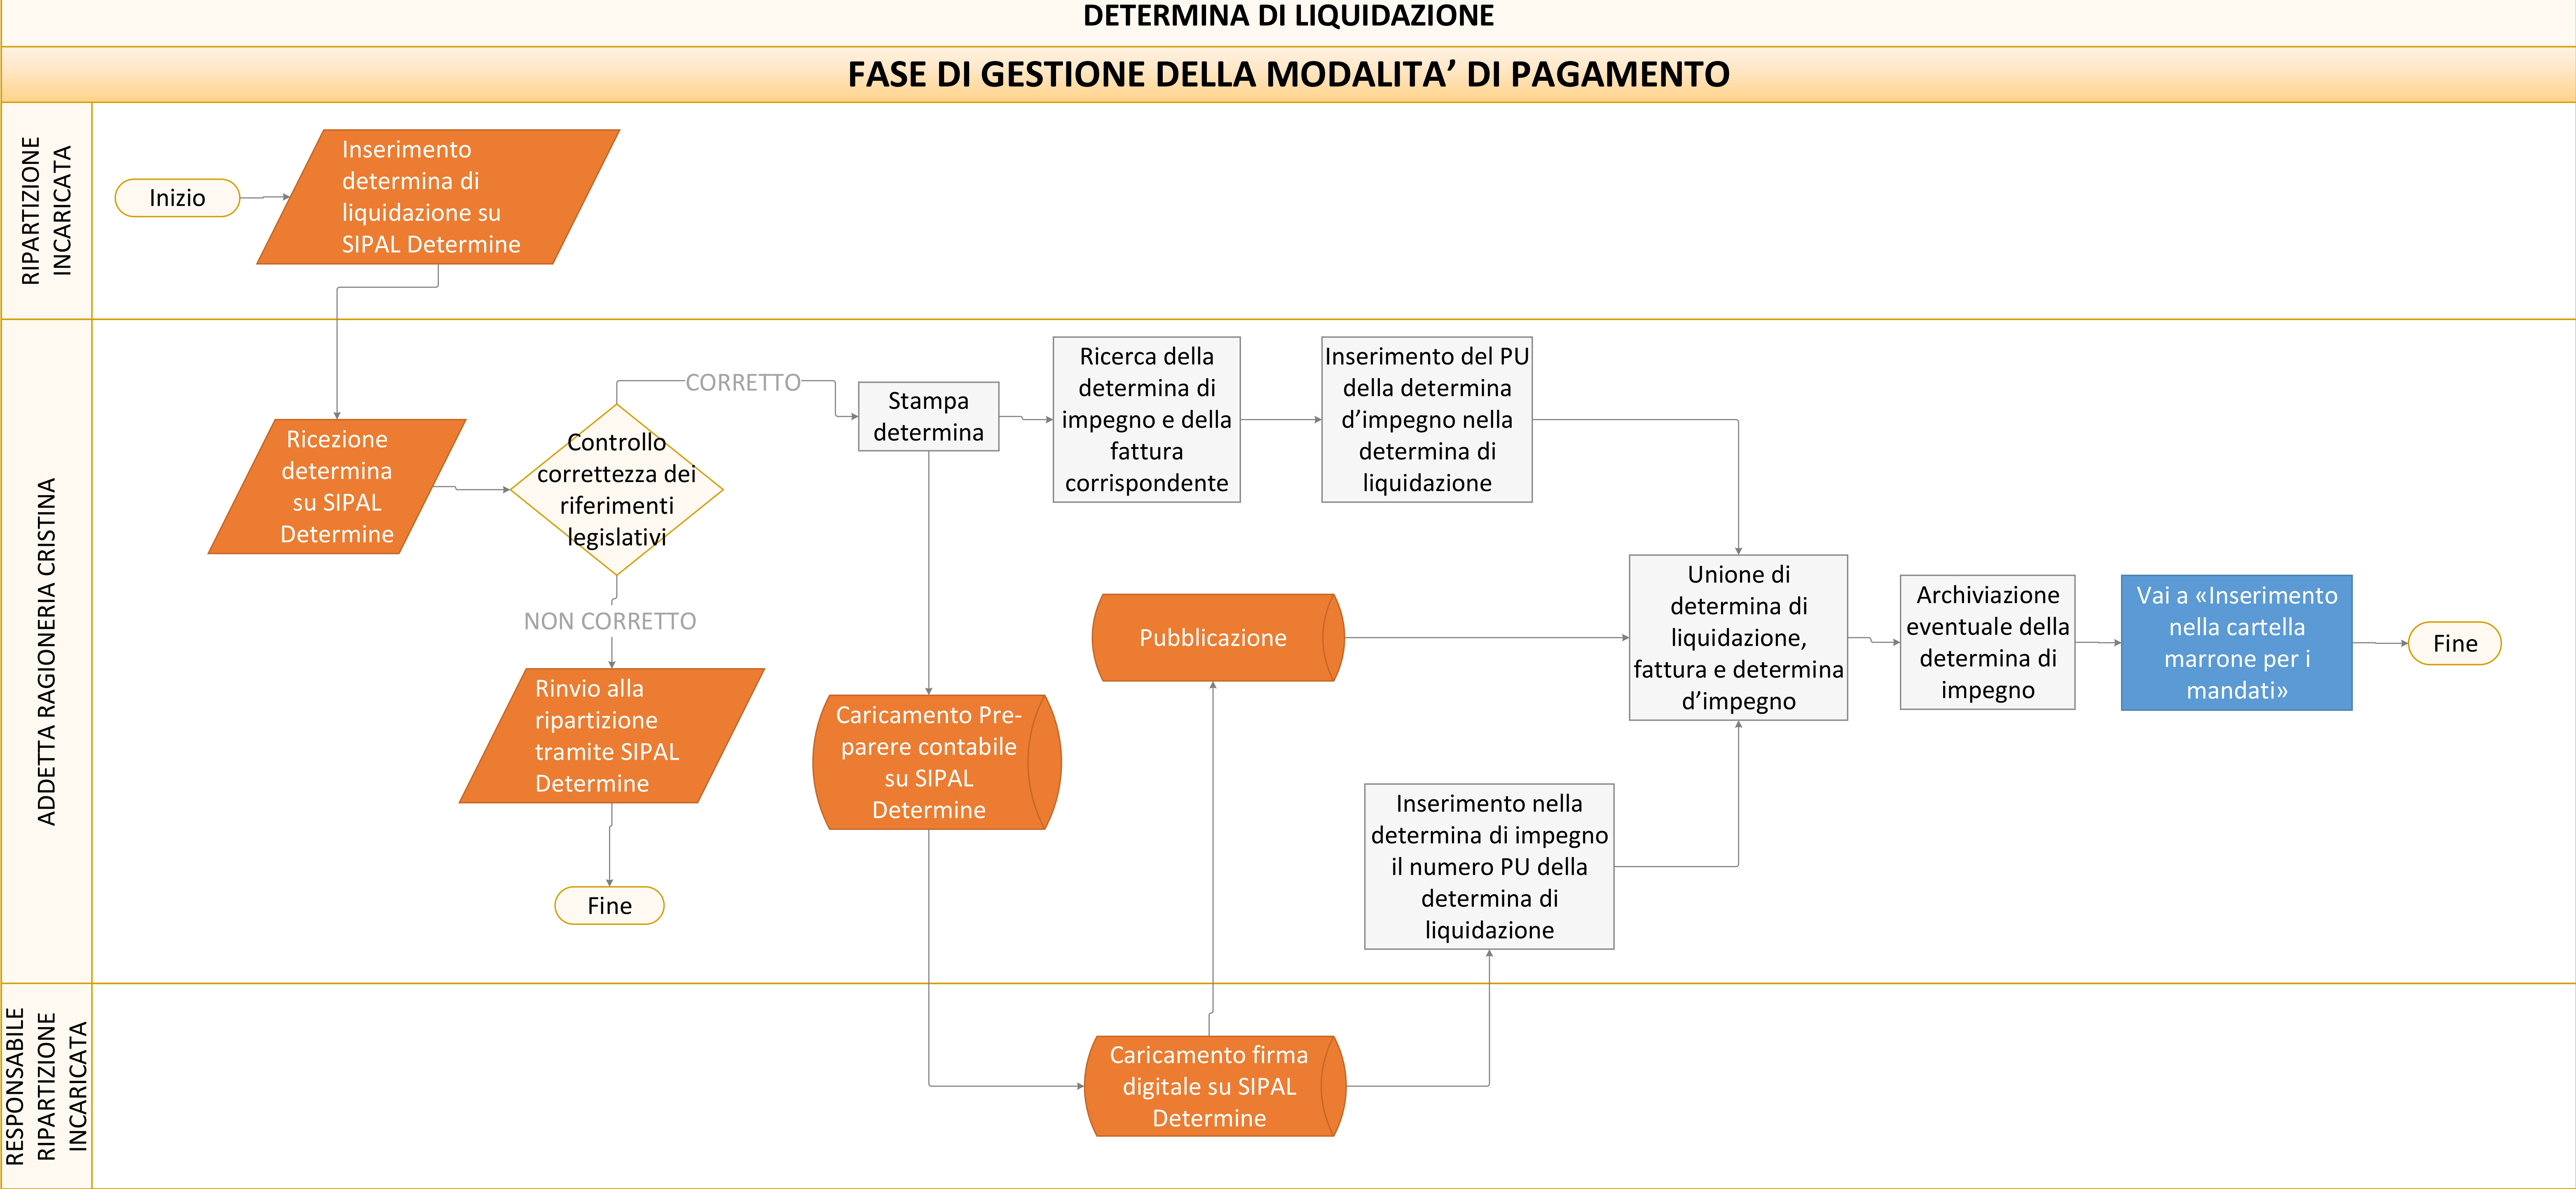 DETERMINA DI LIQUIDAZIONE
FASE DI GESTIONE DELLA MODALITA’ DI PAGAMENTO
RIPARTIZIONE
INCARICATA
Inizio
Inserimento
determina di
liquidazione su
SIPAL Determine
ADDETTA RAGIONERIA CRISTINA
Ricezione
determina
su SIPAL
Determine
Controllo
correttezza dei
riferimenti
legislativi
CORRETTO
NON CORRETTO
Rinvio alla
ripartizione
tramite SIPAL
Determine
Fine
Stampa
determina
Ricerca della
determina di
impegno e della
fattura
corrispondente
Inserimento del PU
della determina
d’impegno nella
determina di
liquidazione
Caricamento Pre-
parere contabile
su SIPAL
Determine
Pubblicazione
Inserimento nella
determina di impegno
il numero PU della
determina di
liquidazione
Unione di
determina di
liquidazione,
fattura e determina
d’impegno
Archiviazione
eventuale della
determina di
impegno
Vai a «Inserimento
nella cartella
marrone per i
mandati»
Fine
RESPONSABILE
RIPARTIZIONE
INCARICATA
Caricamento firma
digitale su SIPAL
Determine